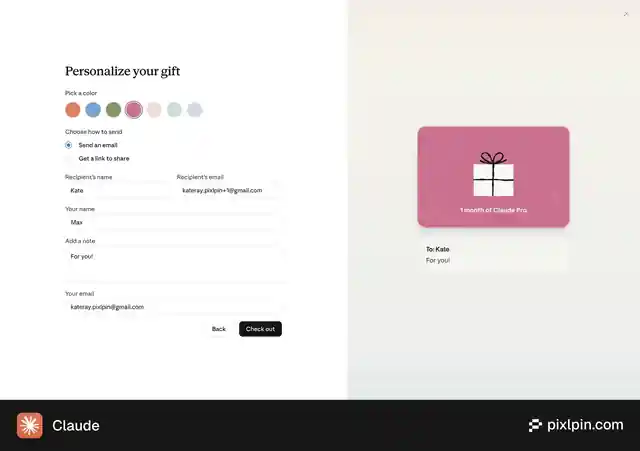 Personalize your gift
Pick a color
Choose how to send
Send an email
Get a link to share
Recipient's name
Recipient's email
Kate
kateray.pixlpin+1@gmail.com
Your name
Max
Add a note
For you!
Your email
kateray.pixlpin@gmail.com
Back
Check out
1 month of Claude Pro
To: Kate
For you!
Claude
pixlpin.com